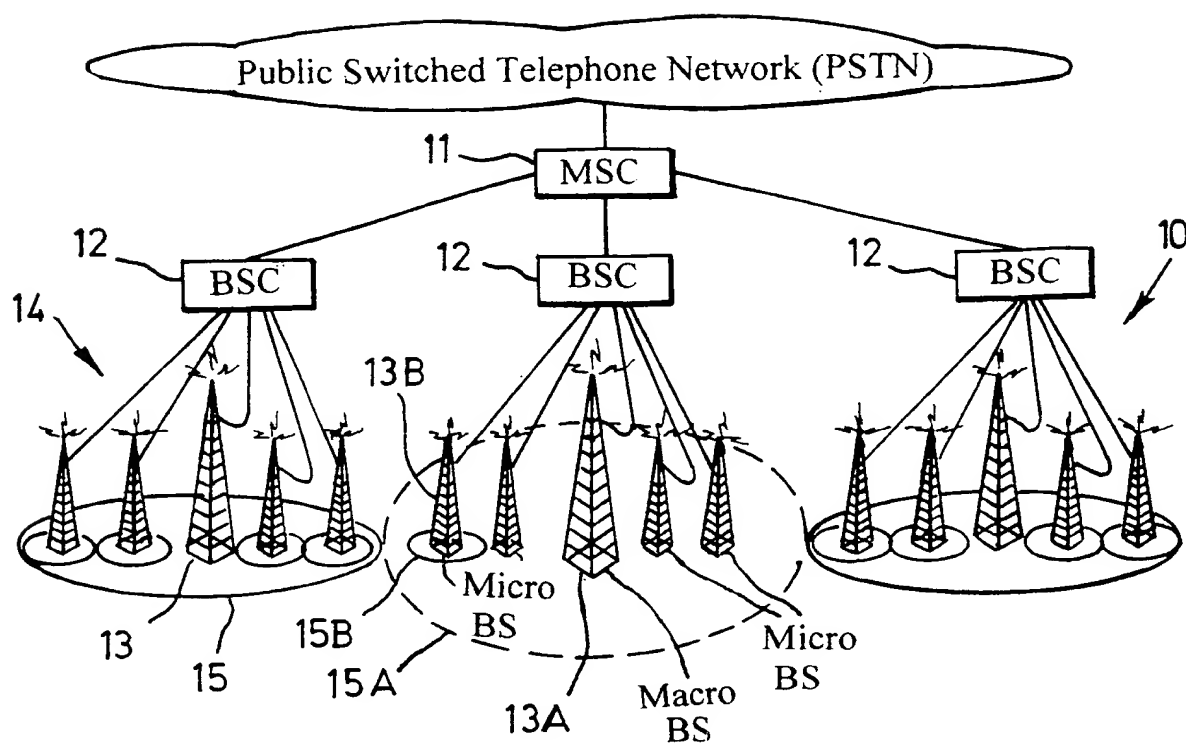 Public Switched Telephone Network (PSTN)
11
MSC
12
BSC
12
BSC
12
BSC
10
14
13B
13
15
15B
15A
Micro
BS
13A
Macro
BS
Micro
BS